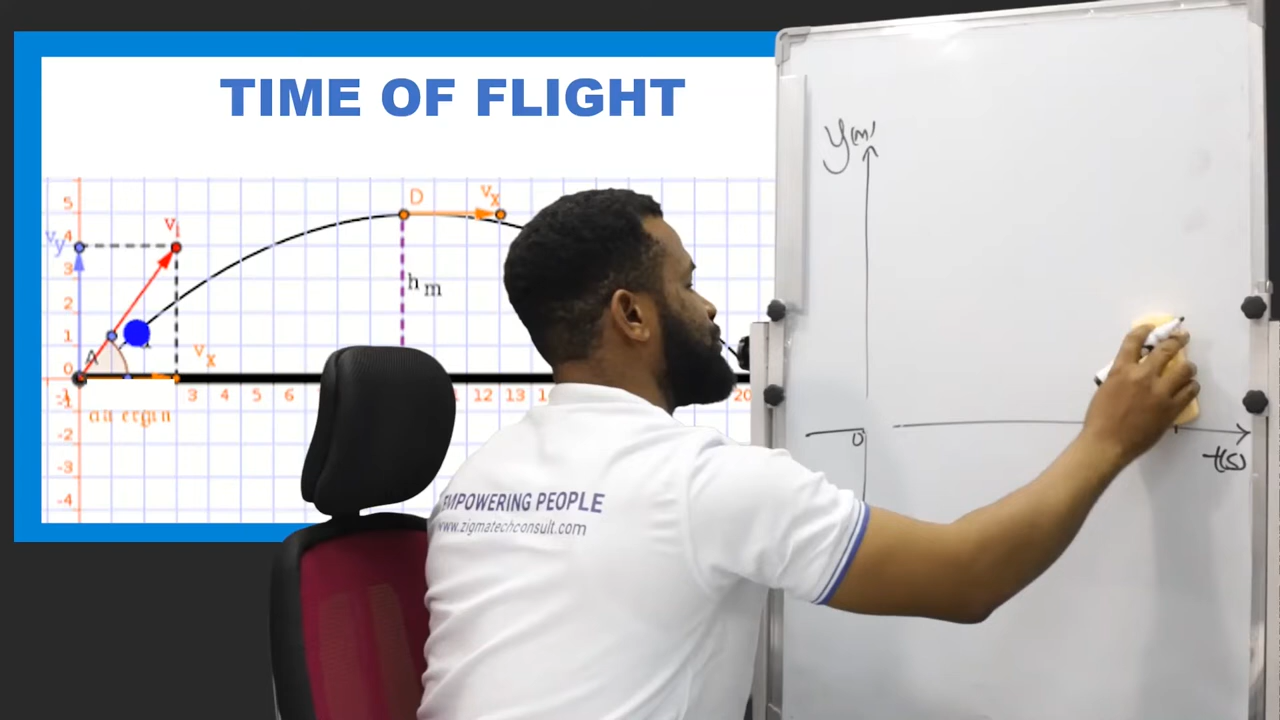 TIME OF FLIGHT
5
4
3
2
1
0
-1
-2
-3
-4
vy
vi
A
vx
D
vx
hm
3 4 5 6 12 13 20
EMPOWERING PEOPLE
www.zigmatechconsult.com
y(m)
0
t(s)